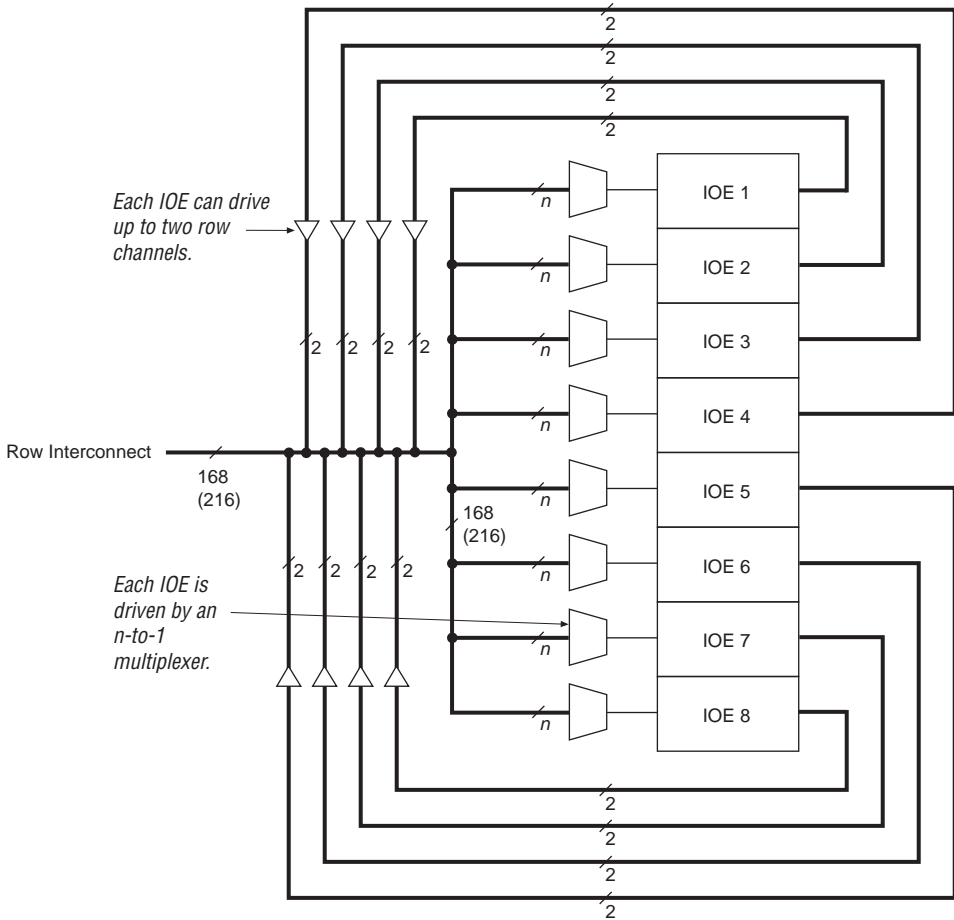 2
2
2
2
IOE 1
n
Each IOE can drive
up to two row
channels.
IOE 2
n
2
2
2
2
IOE 3
n
IOE 4
n
Row Interconnect
168
(216)
IOE 5
n
168
(216)
2
2
2
2
IOE 6
n
Each IOE is
driven by an
n-to-1
multiplexer.
IOE 7
n
IOE 8
n
2
2
2
2